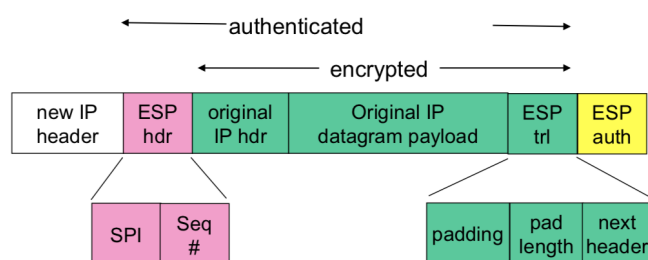 authenticated
encrypted
new IP header
ESP hdr
original IP hdr
Original IP datagram payload
ESP trl
ESP auth
SPI
Seq #
padding
pad length
next header